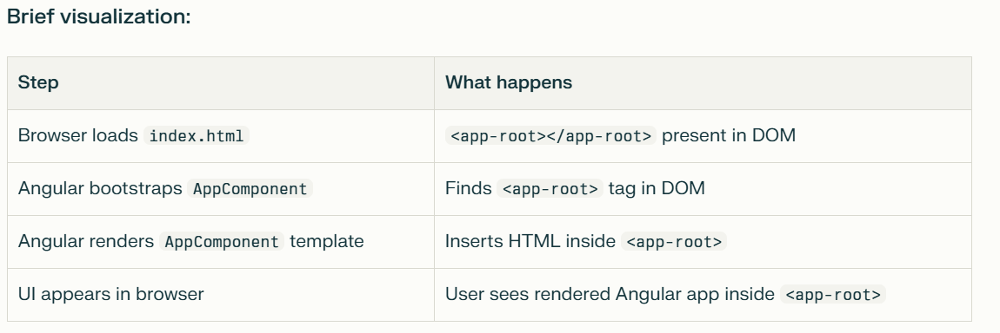 Brief visualization:
Step What happens
Browser loads index.html <app-root></app-root> present in DOM
Angular bootstraps AppComponent Finds <app-root> tag in DOM
Angular renders AppComponent template Inserts HTML inside <app-root>
UI appears in browser User sees rendered Angular app inside <app-root>